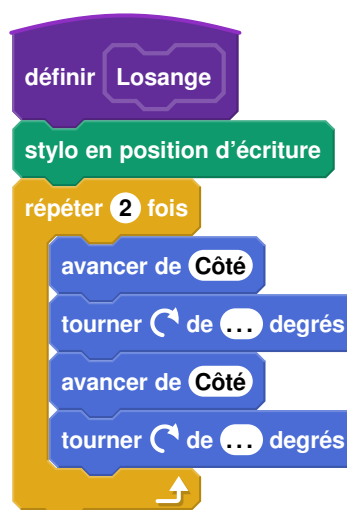 définir Losange
stylo en position d'écriture
répéter 2 fois
avancer de Côté
tourner de ... degrés
avancer de Côté
tourner de ... degrés